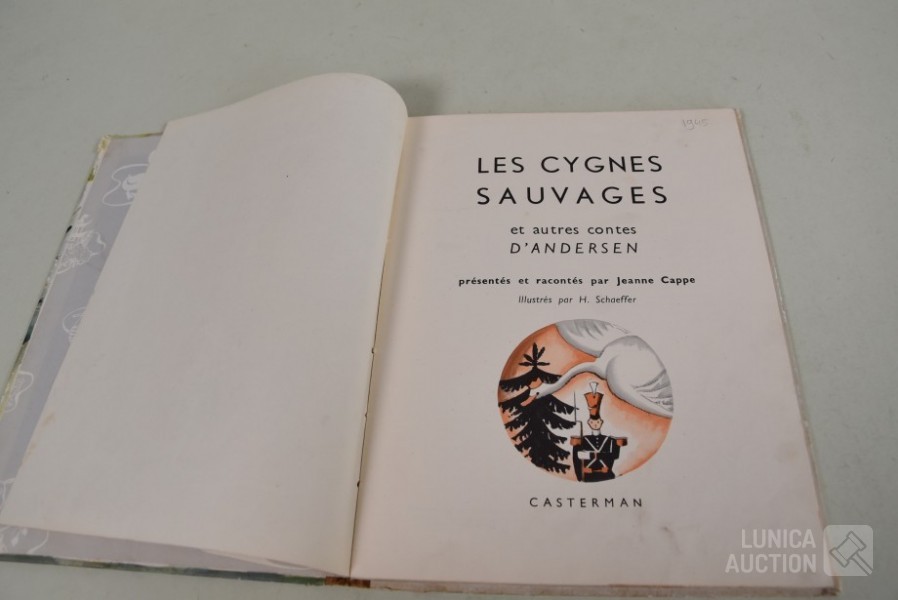 LES CYGNES
SAUVAGES
et autres contes
D'ANDERSEN
présentés et racontés par Jeanne Cappe
Illustrés par H. Schaeffer
CASTERMAN
LUNICA
AUCTION